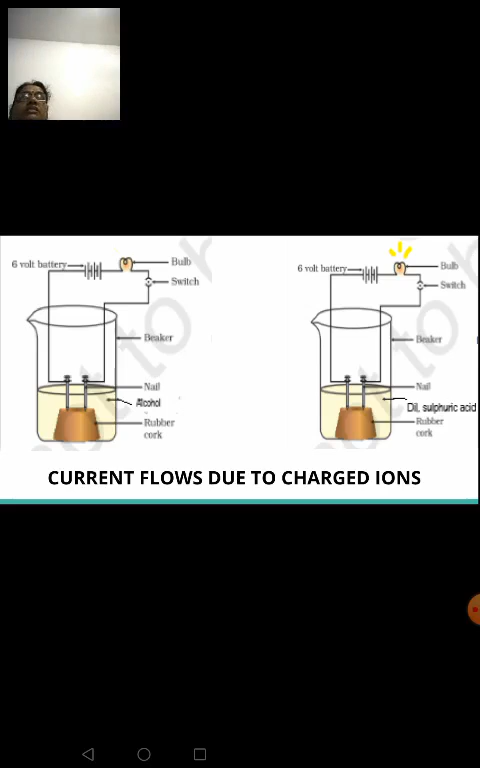 6 volt battery
Bulb
Switch
Beaker
Nail
Alcohol
Rubber
cork
6 volt battery
Bulb
Switch
Beaker
Nail
Dil, sulphuric acid
Rubber
cork
CURRENT FLOWS DUE TO CHARGED IONS